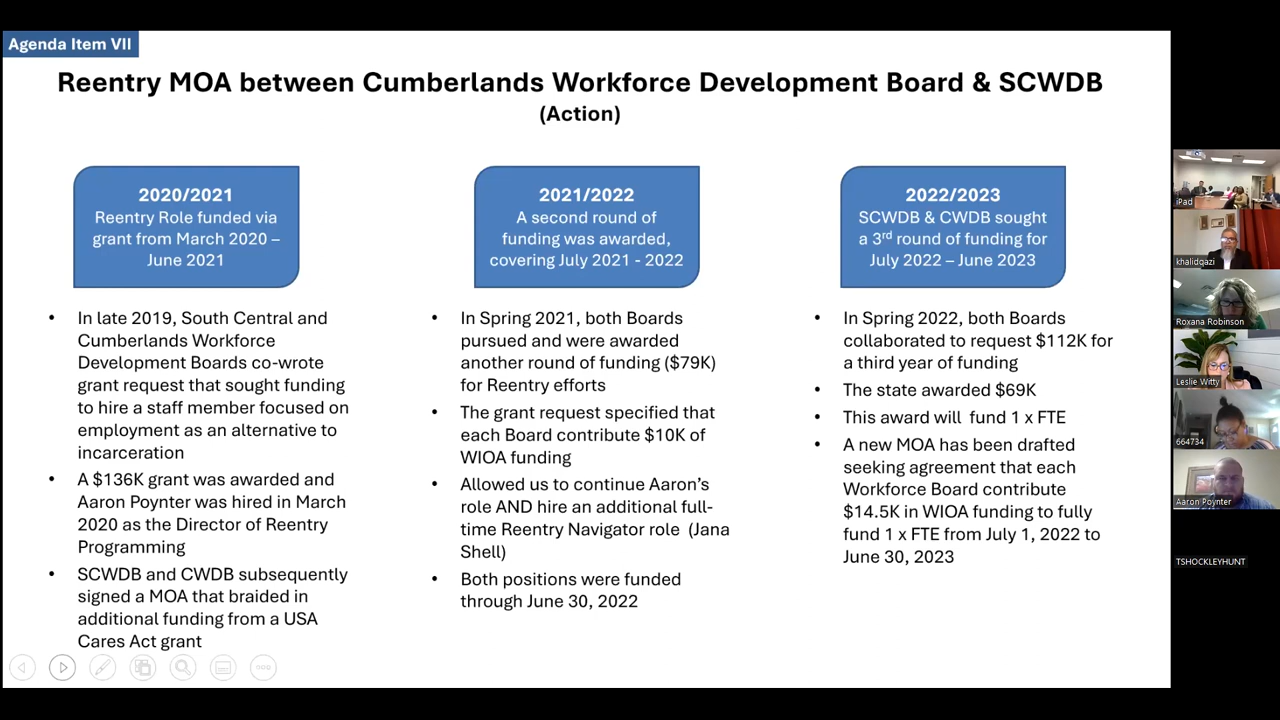 Agenda Item VII
Reentry MOA between Cumberlands Workforce Development Board & SCWDB
(Action)
2020/2021
Reentry Role funded via
grant from March 2020 –
June 2021
• In late 2019, South Central and
Cumberlands Workforce
Development Boards co-wrote
grant request that sought funding
to hire a staff member focused on
employment as an alternative to
incarceration
• A $136K grant was awarded and
Aaron Poynter was hired in March
2020 as the Director of Reentry
Programming
• SCWDB and CWDB subsequently
signed a MOA that braided in
additional funding from a USA
Cares Act grant
2021/2022
A second round of
funding was awarded,
covering July 2021 - 2022
• In Spring 2021, both Boards
pursued and were awarded
another round of funding ($79K)
for Reentry efforts
• The grant request specified that
each Board contribute $10K of
WIOA funding
• Allowed us to continue Aaron's
role AND hire an additional full-
time Reentry Navigator role  (Jana
Shell)
• Both positions were funded
through June 30, 2022
2022/2023
SCWDB & CWDB sought
a 3rd round of funding for
July 2022 – June 2023
• In Spring 2022, both Boards
collaborated to request $112K for
a third year of funding
• The state awarded $69K
• This award will  fund 1 x FTE
• A new MOA has been drafted
seeking agreement that each
Workforce Board contribute
$14.5K in WIOA funding to fully
fund 1 x FTE from July 1, 2022 to
June 30, 2023
iPad
khalidqazi
Roxana Robinson
Leslie Witty
664734
Aaron Poynter
TSHOCKLEYHUNT